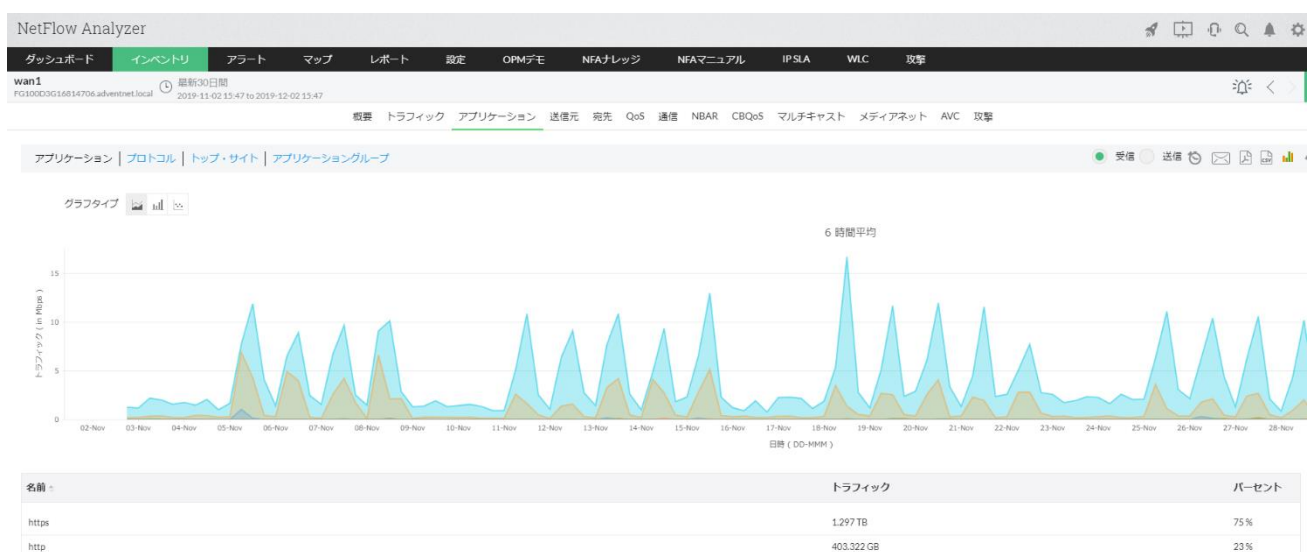 NetFlow Analyzer
ダッシュボード インベントリ アラート マップ レポート 設定 OPMデモ NFAナレッジ NFAマニュアル IPSLA WLC 攻撃
wan1 最新30日間
FG100D3G16814706.adventnet.local 2019-11-02 15:47 to 2019-12-02 15:47
概要 トラフィック アプリケーション 送信元 宛先 QoS 通信 NBAR CBQoS マルチキャスト メディアネット AVC 攻撃
アプリケーション | プロトコル | トップ・サイト | アプリケーショングループ 受信 送信
グラフタイプ
6 時間平均
トラフィック ( in Mbps )
15
10
5
0
02-Nov 03-Nov 04-Nov 05-Nov 06-Nov 07-Nov 08-Nov 09-Nov 10-Nov 11-Nov 12-Nov 13-Nov 14-Nov 15-Nov 16-Nov 17-Nov 18-Nov 19-Nov 20-Nov 21-Nov 22-Nov 23-Nov 24-Nov 25-Nov 26-Nov 27-Nov 28-Nov
日時 ( DD-MMM )
名前 トラフィック パーセント
https 1.297 TB 75 %
http 403.322 GB 23 %